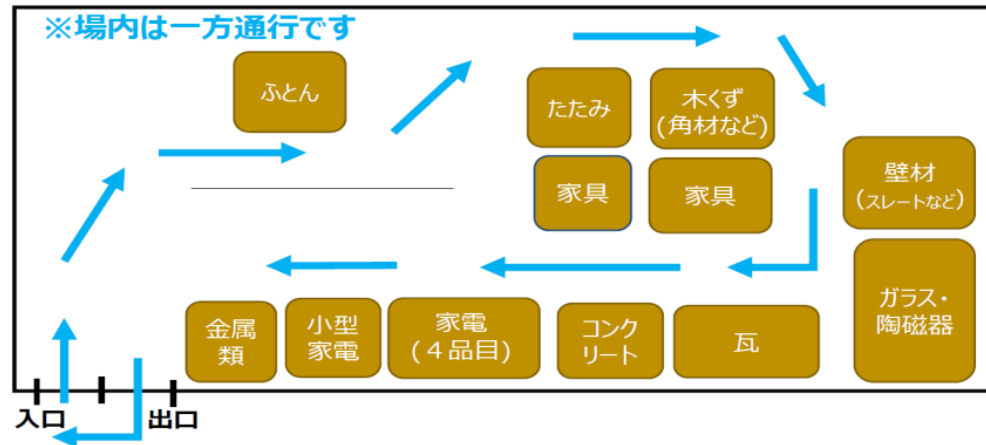 ※場内は一方通行です
ふとん
たたみ
木くず
(角材など)
家具
家具
壁材
(スレートなど)
ガラス・
陶磁器
金属
類
小型
家電
家電
(４品目)
コンク
リート
瓦
入口
出口